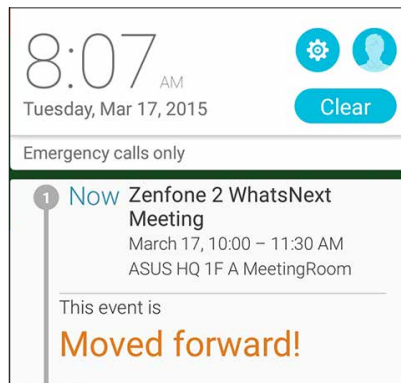 8:07 AM
Tuesday, Mar 17, 2015
Clear
Emergency calls only
1 Now Zenfone 2 WhatsNext
Meeting
March 17, 10:00 – 11:30 AM
ASUS HQ 1F A MeetingRoom
This event is
Moved forward!